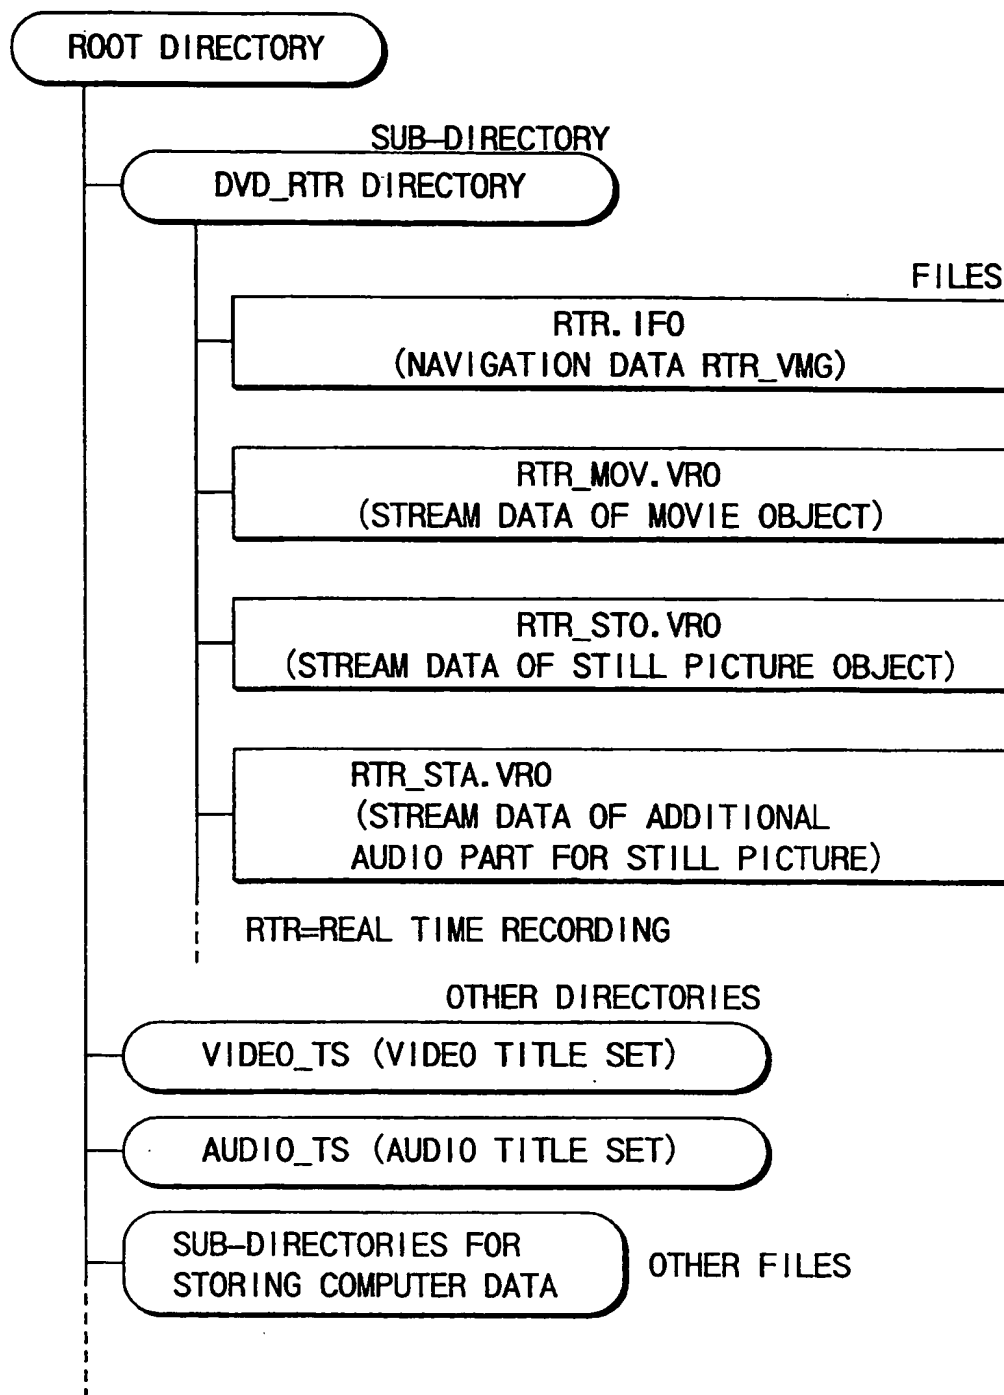 ROOT DIRECTORY
SUB-DIRECTORY
DVD_RTR DIRECTORY
FILES
RTR.IFO
(NAVIGATION DATA RTR_VMG)
RTR_MOV.VRO
(STREAM DATA OF MOVIE OBJECT)
RTR_STO.VRO
(STREAM DATA OF STILL PICTURE OBJECT)
RTR_STA.VRO
(STREAM DATA OF ADDITIONAL
AUDIO PART FOR STILL PICTURE)
RTR=REAL TIME RECORDING
OTHER DIRECTORIES
VIDEO_TS (VIDEO TITLE SET)
AUDIO_TS (AUDIO TITLE SET)
SUB-DIRECTORIES FOR
STORING COMPUTER DATA
OTHER FILES